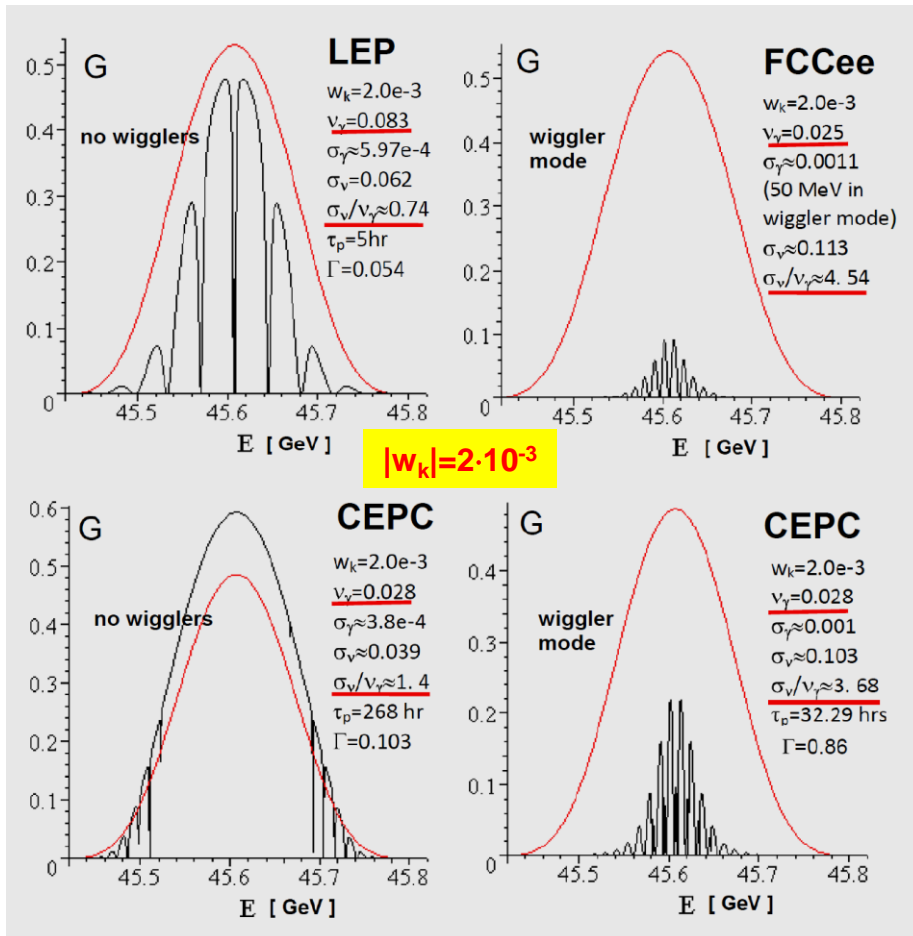 LEP
G
0.5
0.4
0.3
0.2
0.1
0
no wigglers
wₖ=2.0e-3
νᵧ=0.083
σᵧ≈5.97e-4
σᵥ=0.062
σᵥ/νᵧ≈0.74
τₚ=5hr
Γ=0.054
45.5 45.6 45.7 45.8
E [ GeV]
FCCee
G
0.5
0.4
0.3
0.2
0.1
0
wiggler
mode
wₖ=2.0e-3
νᵧ=0.025
σᵧ≈0.0011
(50 MeV in
wiggler mode)
σᵥ≈0.113
σᵥ/νᵧ≈4. 54
45.5 45.6 45.7 45.8
E [ GeV]
|wₖ|=2·10⁻³
CEPC
G
0.6
0.5
0.4
0.3
0.2
0.1
0
no wigglers
wₖ=2.0e-3
νᵧ=0.028
σᵧ≈3.8e-4
σᵥ≈0.039
σᵥ/νᵧ≈1. 4
τₚ=268 hr
Γ=0.103
45.5 45.6 45.7 45.8
E [ GeV]
CEPC
G
0.4
0.3
0.2
0.1
0
wiggler
mode
wₖ=2.0e-3
νᵧ=0.028
σᵧ≈0.001
σᵥ≈0.103
σᵥ/νᵧ≈3. 68
τₚ=32.29 hrs
Γ=0.86
45.5 45.6 45.7 45.8
E [ GeV]